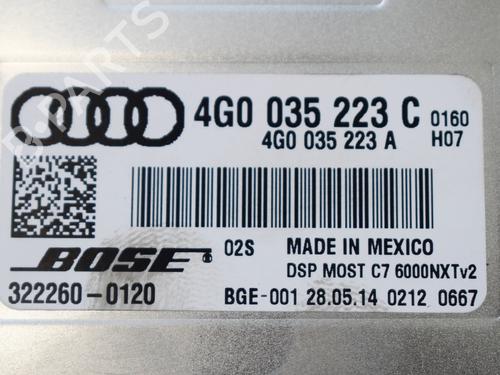 4G0 035 223 C 0160
4G0 035 223 A H07
BOSE 02S MADE IN MEXICO
DSP MOST C7 6000NXTv2
322260-0120 BGE-001 28.05.14 0212 0667
B-PARTS